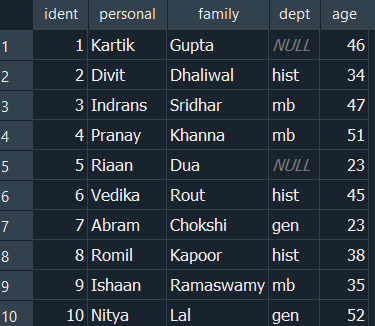 ident personal family dept age
1 1 Kartik Gupta NULL 46
2 2 Divit Dhaliwal hist 34
3 3 Indrans Sridhar mb 47
4 4 Pranay Khanna mb 51
5 5 Riaan Dua NULL 23
6 6 Vedika Rout hist 45
7 7 Abram Chokshi gen 23
8 8 Romil Kapoor hist 38
9 9 Ishaan Ramaswamy mb 35
10 10 Nitya Lal gen 52